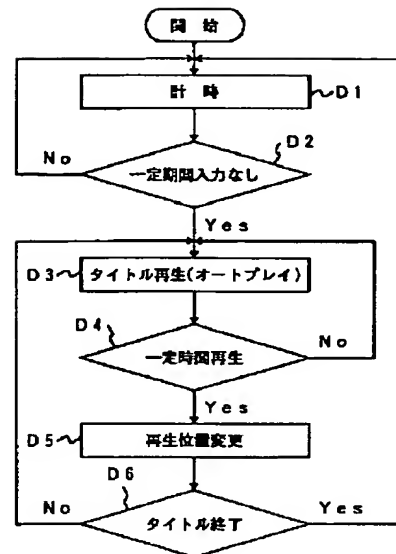 開始
計時
D1
D2
No
一定期間入力なし
Yes
D3
タイトル再生(オートプレイ)
D4
No
一定時間再生
Yes
D5
再生位置変更
D6
No
Yes
タイトル終了